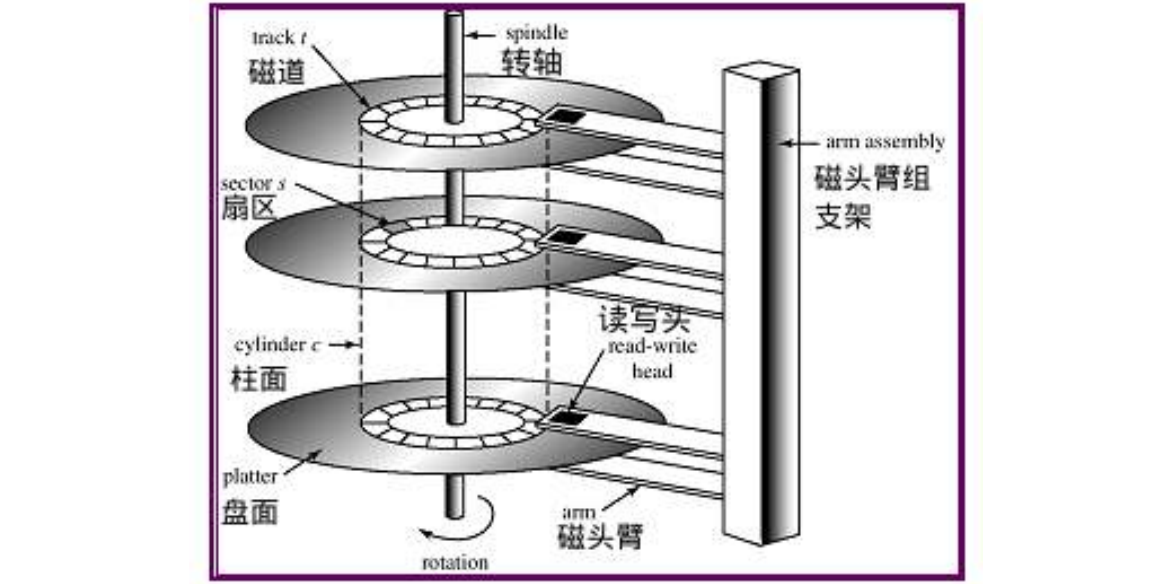 track t
磁道
spindle
转轴
arm assembly
磁头臂组
支架
sector s
扇区
读写头
read-write
head
cylinder c
柱面
platter
盘面
arm
磁头臂
rotation